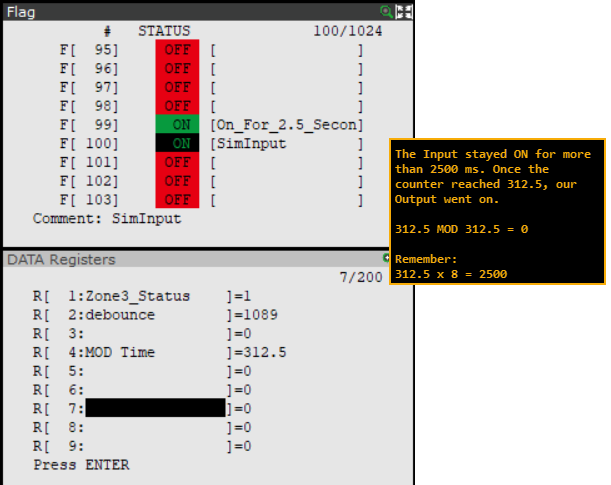 Flag
# STATUS 100/1024
F[ 95] OFF [ ]
F[ 96] OFF [ ]
F[ 97] OFF [ ]
F[ 98] OFF [ ]
F[ 99] ON [On_For_2.5_Secon]
F[ 100] ON [SimInput ]
F[ 101] OFF [ ]
F[ 102] OFF [ ]
F[ 103] OFF [ ]
Comment: SimInput
The Input stayed ON for more
than 2500 ms. Once the
counter reached 312.5, our
Output went on.
312.5 MOD 312.5 = 0
Remember:
312.5 x 8 = 2500
DATA Registers
7/200
R[ 1:Zone3_Status ]=1
R[ 2:debounce ]=1089
R[ 3: ]=0
R[ 4:MOD Time ]=312.5
R[ 5: ]=0
R[ 6: ]=0
R[ 7: ]=0
R[ 8: ]=0
R[ 9: ]=0
Press ENTER